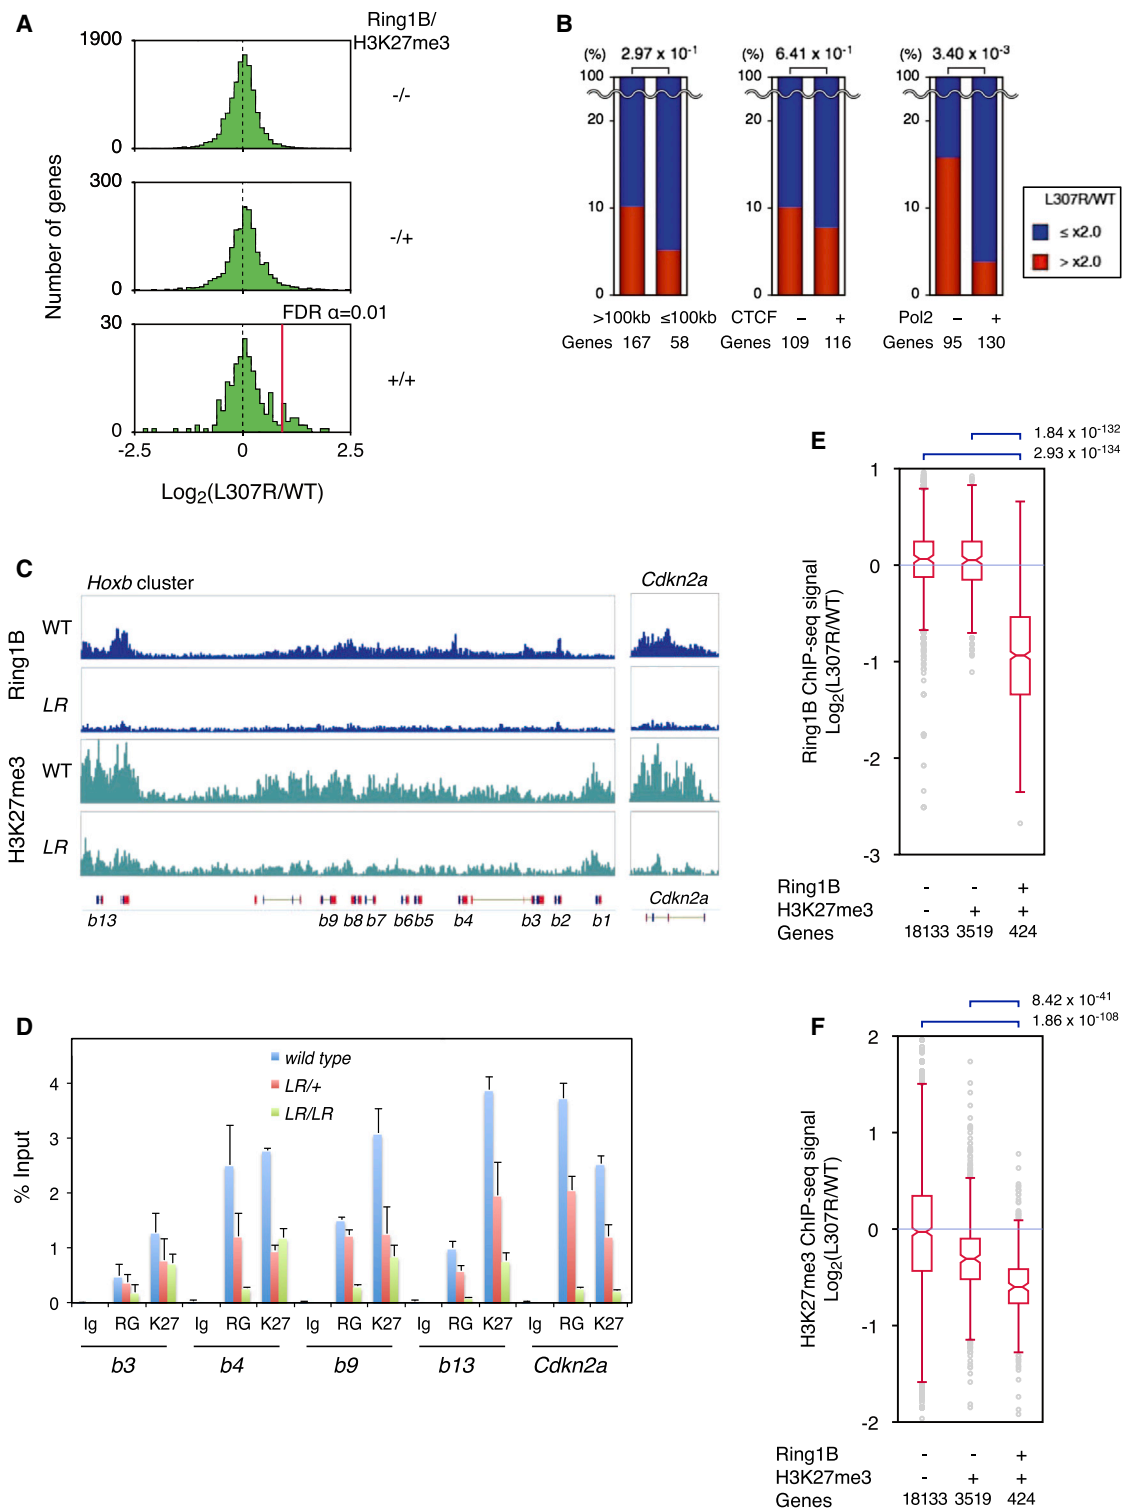 A
Ring1B/
H3K27me3
1900
0
-/-
300
0
-/+
FDR α=0.01
30
0
+/+
-2.5 0 2.5
Number of genes
Log2(L307R/WT)
B
(%) 2.97 x 10-1
100
20
10
0
>100kb ≤100kb
Genes 167 58
(%) 6.41 x 10-1
100
20
10
0
CTCF – +
Genes 109 116
(%) 3.40 x 10-3
100
20
10
0
Pol2 – +
Genes 95 130
L307R/WT
≤ x2.0
> x2.0
C
Hoxb cluster
Cdkn2a
Ring1B
WT
LR
H3K27me3
WT
LR
b13 b9 b8 b7 b6 b5 b4 b3 b2 b1
Cdkn2a
D
% Input
wild type
LR/+
LR/LR
4
3
2
1
0
Ig RG K27 Ig RG K27 Ig RG K27 Ig RG K27 Ig RG K27
b3 b4 b9 b13 Cdkn2a
E
1.84 x 10-132
2.93 x 10-134
Ring1B ChIP-seq signal
Log2(L307R/WT)
1
0
-1
-2
-3
Ring1B - - +
H3K27me3 - + +
Genes 18133 3519 424
F
8.42 x 10-41
1.86 x 10-108
H3K27me3 ChIP-seq signal
Log2(L307R/WT)
2
1
0
-1
-2
Ring1B - - +
H3K27me3 - + +
Genes 18133 3519 424